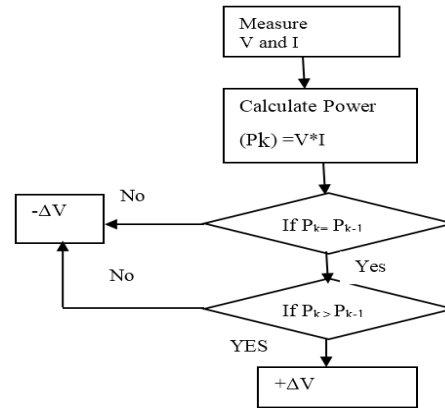 Measure
V and I
Calculate Power
(Pk) =V*I
No
-ΔV
If Pk= Pk-1
Yes
No
If Pk > Pk-1
YES
+ΔV